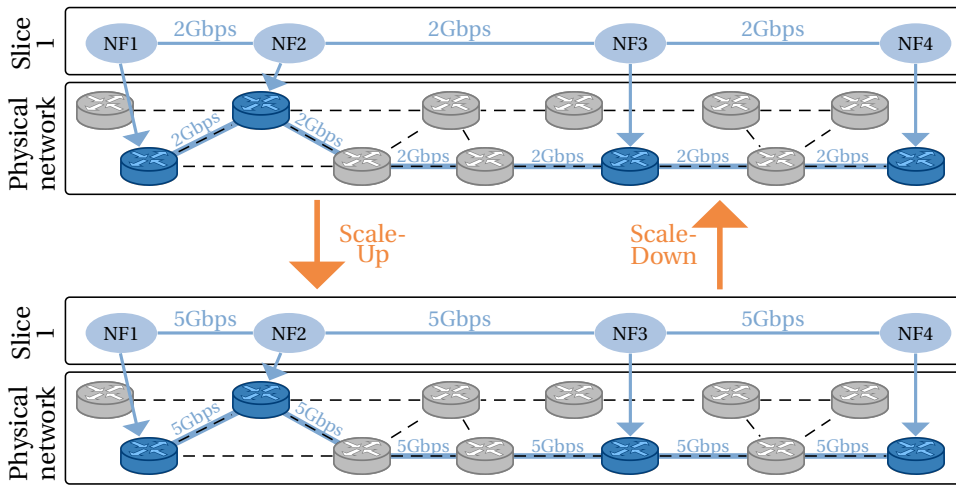 Slice
1
2Gbps
2Gbps
2Gbps
NF1
NF2
NF3
NF4
Physical
network
2Gbps
2Gbps
2Gbps
2Gbps
2Gbps
2Gbps
Scale-
Up
Scale-
Down
Slice
1
5Gbps
5Gbps
5Gbps
NF1
NF2
NF3
NF4
Physical
network
5Gbps
5Gbps
5Gbps
5Gbps
5Gbps
5Gbps